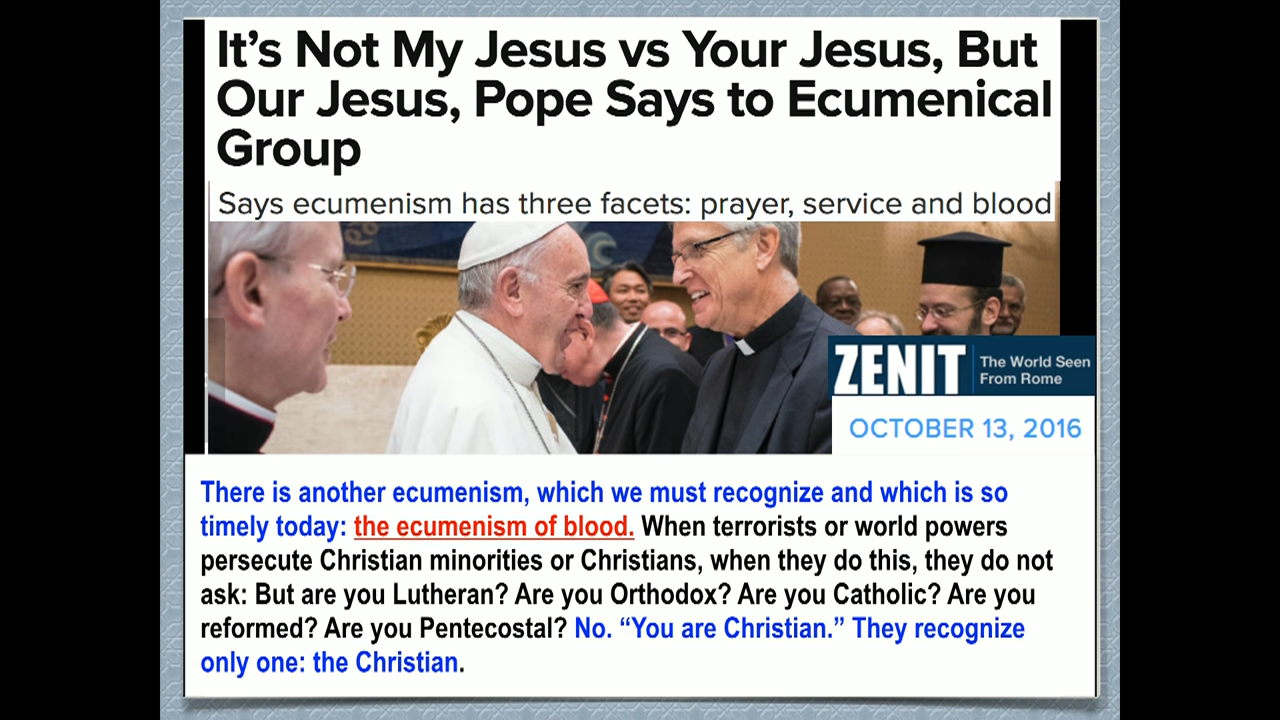 It's Not My Jesus vs Your Jesus, But
Our Jesus, Pope Says to Ecumenical
Group
Says ecumenism has three facets: prayer, service and blood
ZENIT
The World Seen
From Rome
OCTOBER 13, 2016
There is another ecumenism, which we must recognize and which is so
timely today: the ecumenism of blood. When terrorists or world powers
persecute Christian minorities or Christians, when they do this, they do not
ask: But are you Lutheran? Are you Orthodox? Are you Catholic? Are you
reformed? Are you Pentecostal? No. “You are Christian.” They recognize
only one: the Christian.